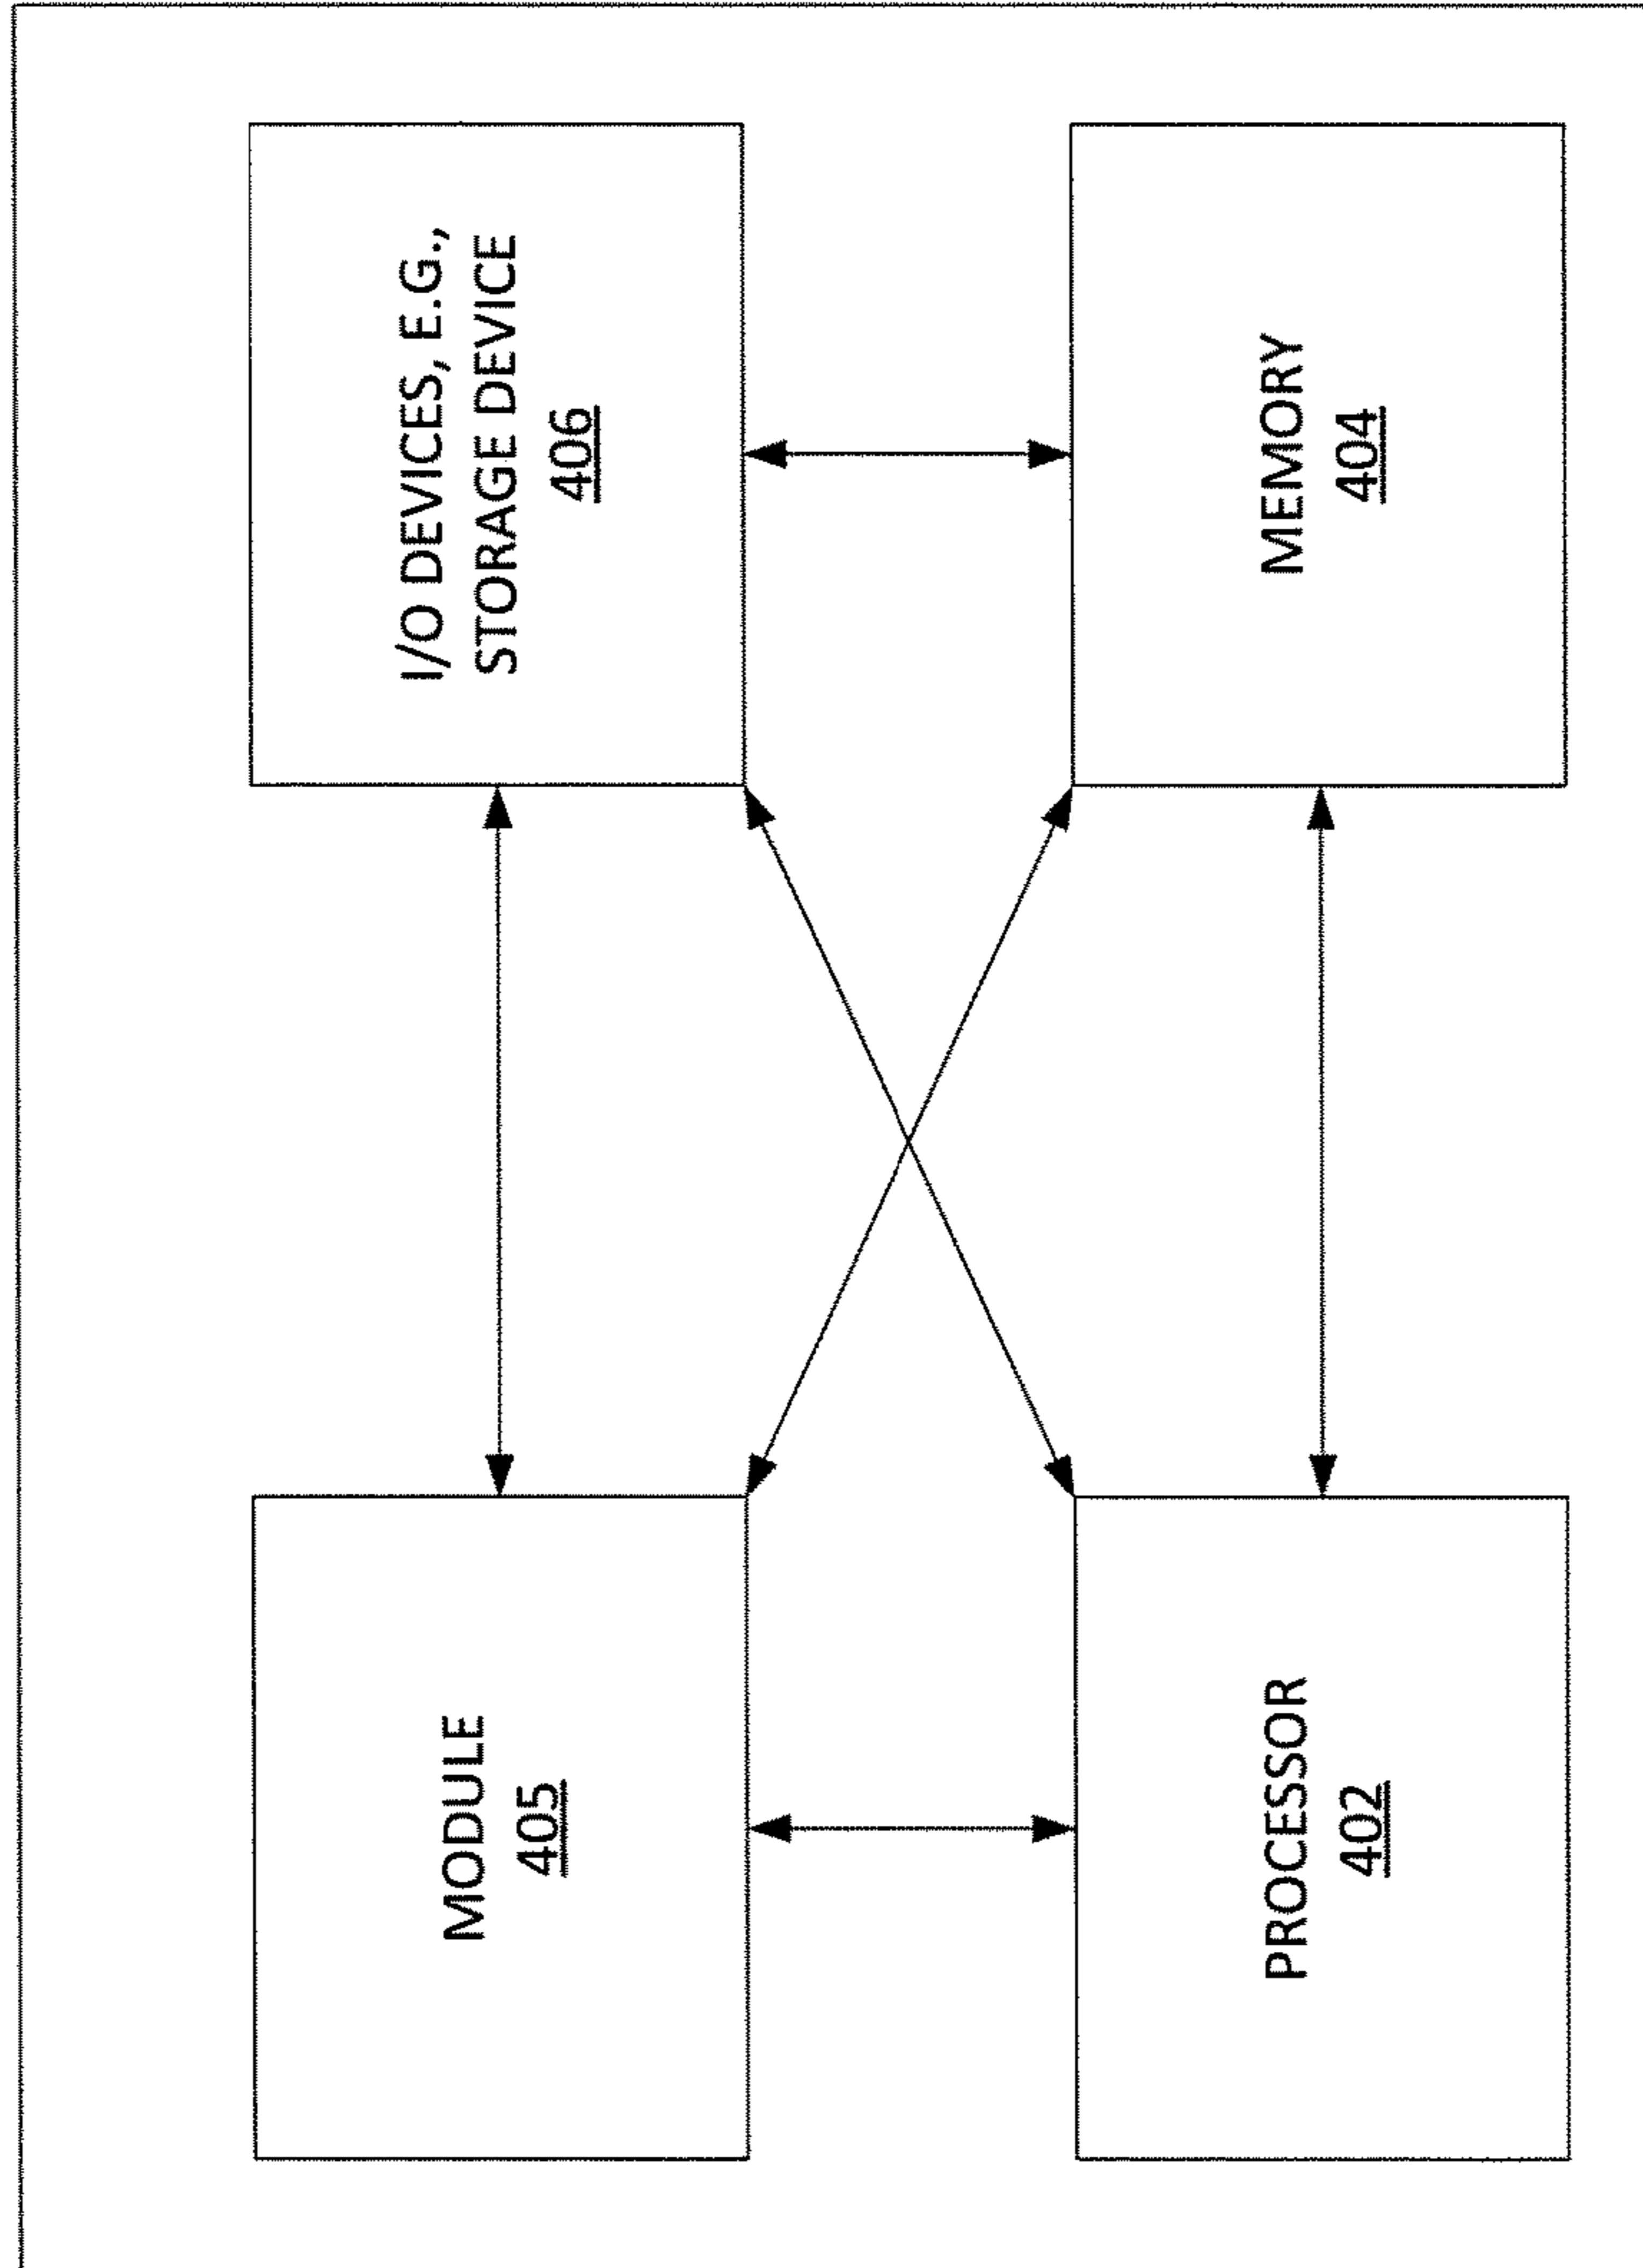 MODULE
405
I/O DEVICES, E.G.,
STORAGE DEVICE
406
PROCESSOR
402
MEMORY
404